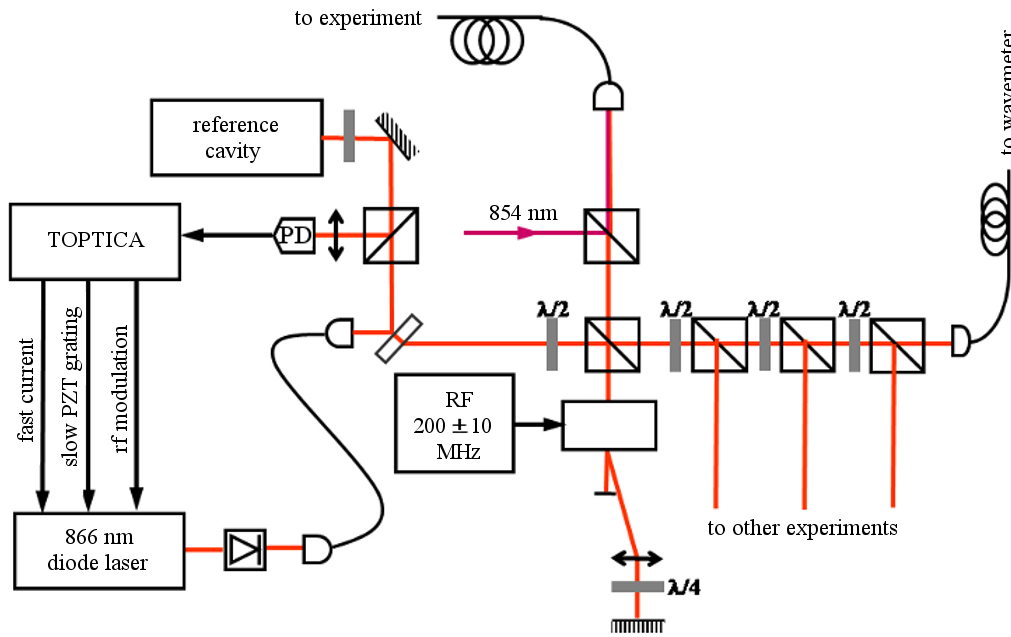 to experiment
to wavemeter
reference
cavity
854 nm
TOPTICA
PD
λ/2
λ/2
λ/2
λ/2
fast current
slow PZT grating
rf modulation
RF
200 ± 10
MHz
866 nm
diode laser
to other experiments
λ/4